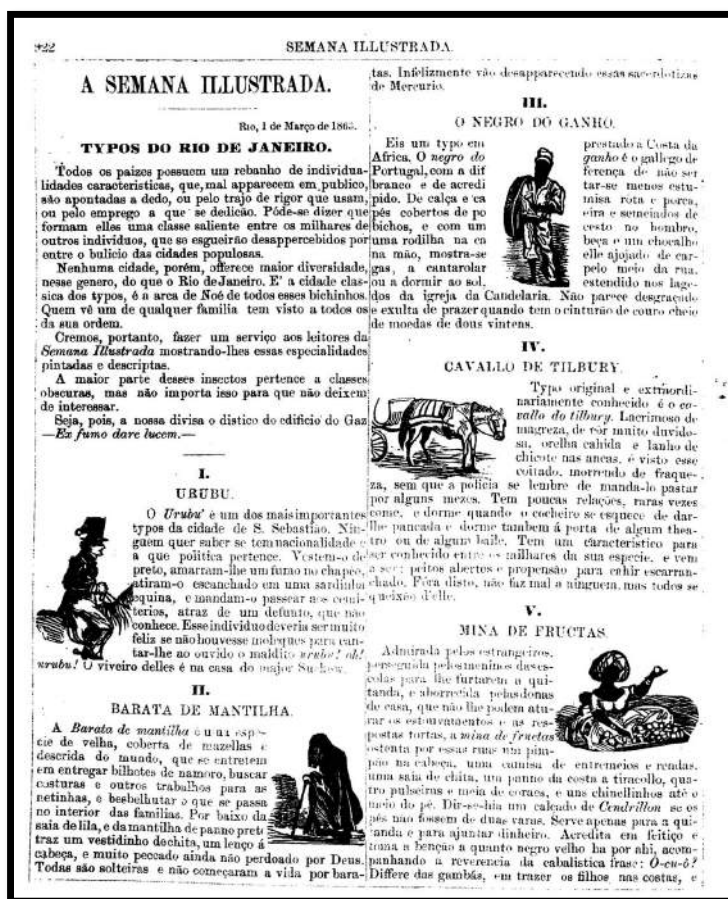 22
SEMANA ILLUSTRADA.
A SEMANA ILLUSTRADA.
Rio, 1 de Março de 186
TYPOS DO RIO DE JANEIRO.
Todos os paizes possuem um rebanho de individua-
lidades caracteristicas, que, mal apparecem em publico,
são apontadas a dedo, ou pelo trajo de rigor que usam,
ou pelo emprego a que se dedicão. Póde-se dizer que
formam elles uma classe saliente entre os milhares de
outros individuos, que se esgueirão desappercebidos por
entre o bulicio das cidades populosas.
Nenhuma cidade, porém, offerece maior diversidade,
nesse genero, do que o Rio de Janeiro. E' a cidade clas-
sica dos typos, é a arca de Noé de todos esses bichinhos.
Quem vê um de qualquer familia tem visto a todos os
da sua ordem.
Cremos, portanto, fazer um serviço aos leitores da
Semana Illustrada mostrando-lhes essas especialidades
pintadas e descriptas.
A maior parte desses insectos pertence a classes
obscuras, mas não importa isso para que não deixem
de interessar.
Seja, pois, a nossa divisa o distico do edificio do Gaz
—Ex fumo dare lucem.—
I.
URUBU.
O Urubu' é um dos mais importantes
typos da cidade de S. Sebastião. Nin-
guem quer saber se tem nacionalidade e
a que politica pertence. Vestem-o de
preto, amarram-lhe um fumo no chapeo,
atiram-o escanchado em uma sardinha
equina, e mandam-o passear aos cemi-
terios, atraz de um defunto, que não
conhece. Esse individuo deveria ser muito
feliz se não houvesse moleques para can-
tar-lhe ao ouvido o maldito urubu! oh!
urubu! O viveiro delles é na casa do major
II.
BARATA DE MANTILHA.
A Barata de mantilha é uma espe-
cie de velha, coberta de mazellas e
descrida do mundo, que se entretem
em entregar bilhetes de namoro, buscar
costuras e outros trabalhos para as
netinhas, e besbelhutar o que se passa
no interior das familias. Por baixo da
saia de lila, e da mantilha de panno preto
traz um vestidinho de chita, um lenço á
cabeça, e muito peccado ainda não perdoado por Deus.
Todas são solteiras e não começaram a vida por bara-
tas. Infelizmente vão desapparecendo essas sacerdotizas
de Mercurio.
III.
O NEGRO DO GANHO.
Eis um typo em prestado a Costa da
Africa. O negro do ganho é o gallego de
Portugal, com a dif ferença de não ser
branco e de acredi tar-se menos estu-
pido. De calça e ca misa rota e porca,
pés cobertos de po eira e semeiados de
bichos, e com um cesto no hombro,
uma rodilha na ca beça e um chocalho
na mão, mostra-se elle ajojado de car-
gas, a cantarolar pelo meio da rua,
ou a dormir ao sol, estendido nos lage-
dos da igreja da Candelaria. Não parece desgraçado
e exulta de prazer quando tem o cinturão de couro cheio
de moedas de dous vintens.
IV.
CAVALLO DE TILBURY.
Typo original e extraordi-
nariamente conhecido é o ca-
vallo do tilbury. Lacrimoso de
magreza, de côr muito duvido-
sa, orelha cahida e lanho de
chicote nas ancas, é visto esse
coitado, morrendo de fraque-
za, sem que a policia se lembre de manda-lo pastar
por alguns mezes. Tem poucas relações, raras vezes
come, e dorme quando o cocheiro se esquece de dar-
lhe pancada e dorme tambem á porta de algum thea-
tro ou de algum baile. Tem um caracteristico para
ser conhecido entre os milhares da sua especie, e vem
a ser: peitos abertos e propensão para cahir escarran-
chado. Fóra disto, não faz mal a ninguem, mas todos se
queixão d'elle.
V.
MINA DE FRUCTAS.
Admirada pelos estrangeiros,
perseguida pelos meninos das es-
colas para lhe furtarem a qui-
tanda, e aborrecida pelas donas
de casa, que não lhe podem atu-
rar os estouvamentos e as res-
postas tortas, a mina de fructas
ostenta por essas ruas um pim-
pão na cabeça, uma camisa de entremeios e rendas,
uma saia de chita, um panno da costa a tiracollo, qua-
tro pulseiras e meia de coraes, e uns chinellinhos até o
meio do pé. Dir-se-hia um calçado de Cendrillon se os
pés não fossem de duas varas. Serve apenas para a qui-
tanda e para ajuntar dinheiro. Acredita em feitiço e
toma a benção a quanto negro velho ha por ahi, acom-
panhando a reverencia da cabalistica frase: Ô-cu-ô?
Differe das gambás, em trazer os filhos nas costas, e